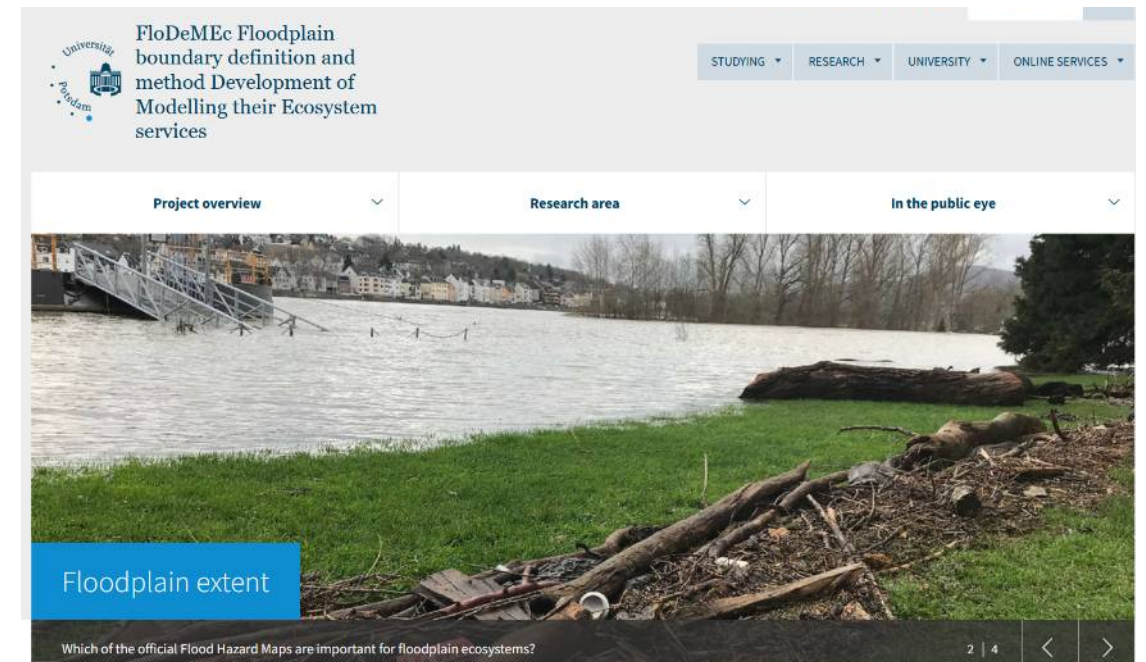 Universität
Potsdam
FloDeMEc Floodplain
boundary definition and
method Development of
Modelling their Ecosystem
services
STUDYING
RESEARCH
UNIVERSITY
ONLINE SERVICES
Project overview
Research area
In the public eye
Floodplain extent
Which of the official Flood Hazard Maps are important for floodplain ecosystems?
2 | 4